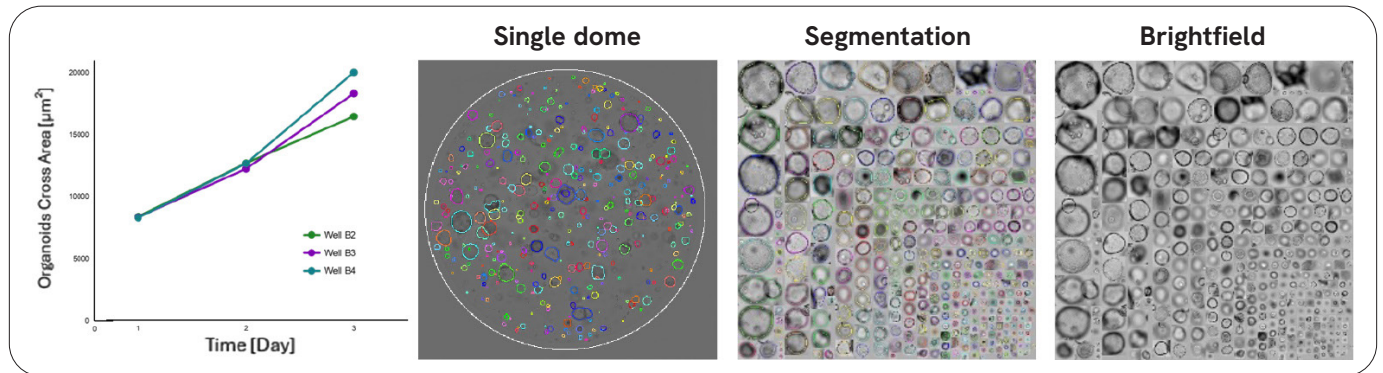 Single dome
Segmentation
Brightfield
Organoids Cross Area [µm²]
20000
15000
10000
5000
0
0
1
2
3
Time [Day]
Well B2
Well B3
Well B4